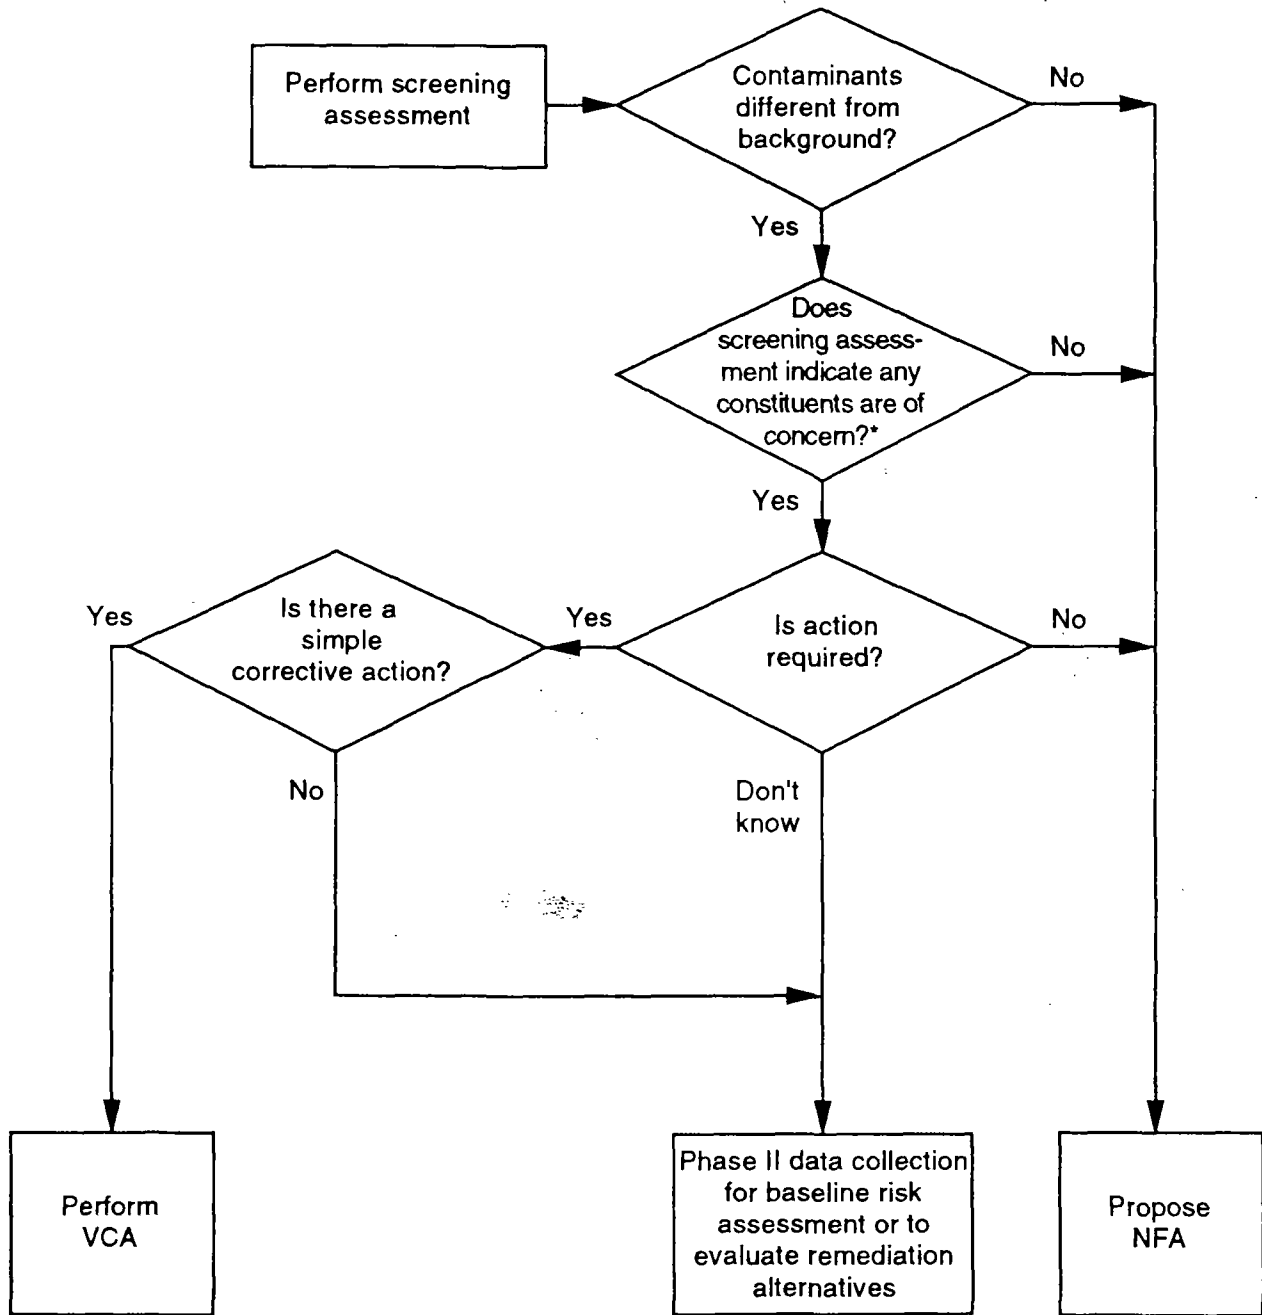 Perform screening
assessment
Contaminants
different from
background?
No
Yes
Does
screening assess-
ment indicate any
constituents are of
concern?*
No
Yes
Is there a
simple
corrective action?
Yes
Yes
Is action
required?
No
No
Don't
know
Perform
VCA
Phase II data collection
for baseline risk
assessment or to
evaluate remediation
alternatives
Propose
NFA